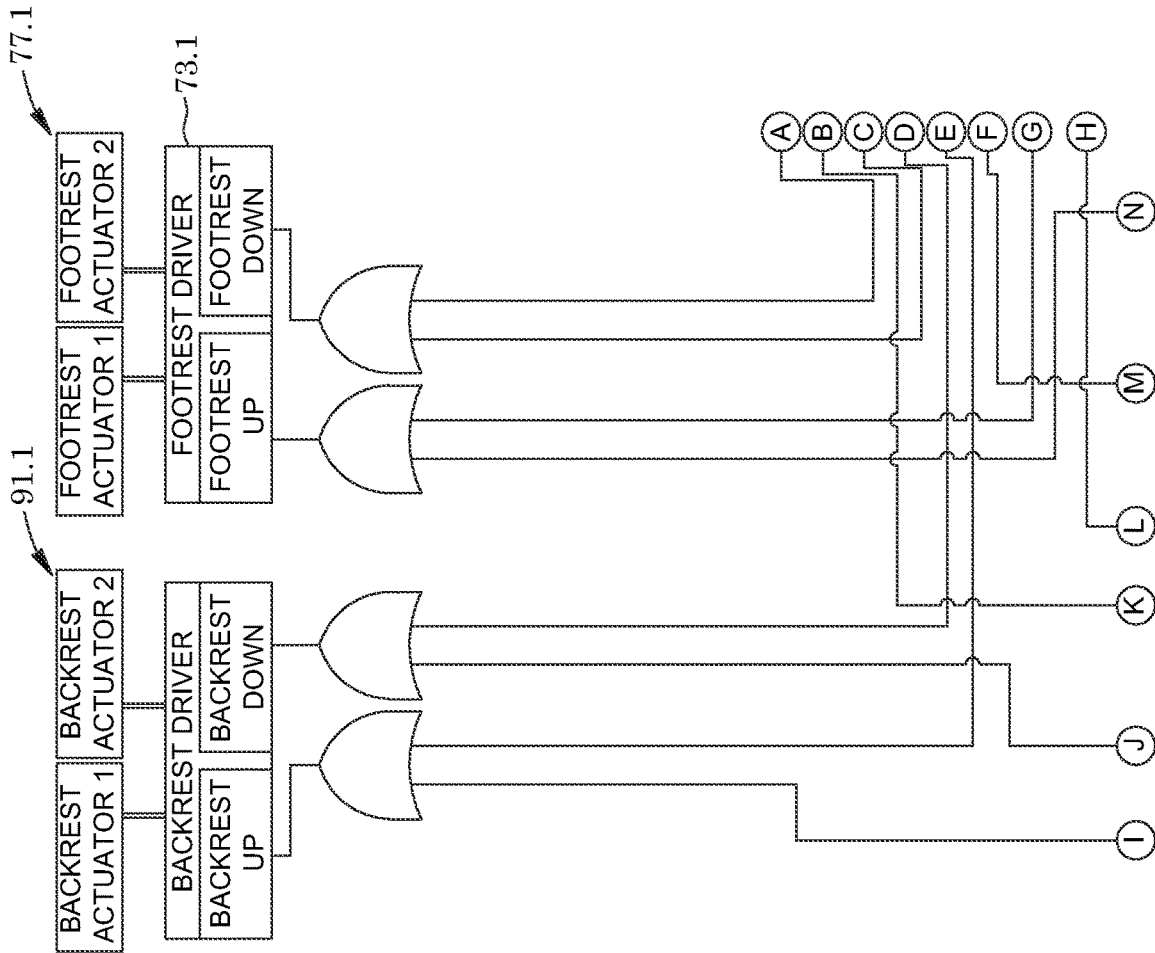 77.1
91.1
73.1
BACKREST
ACTUATOR 1
BACKREST
ACTUATOR 2
FOOTREST
ACTUATOR 1
FOOTREST
ACTUATOR 2
BACKREST DRIVER
BACKREST
UP
BACKREST
DOWN
FOOTREST DRIVER
FOOTREST
UP
FOOTREST
DOWN
A
B
C
D
E
F
G
H
I
J
K
L
M
N